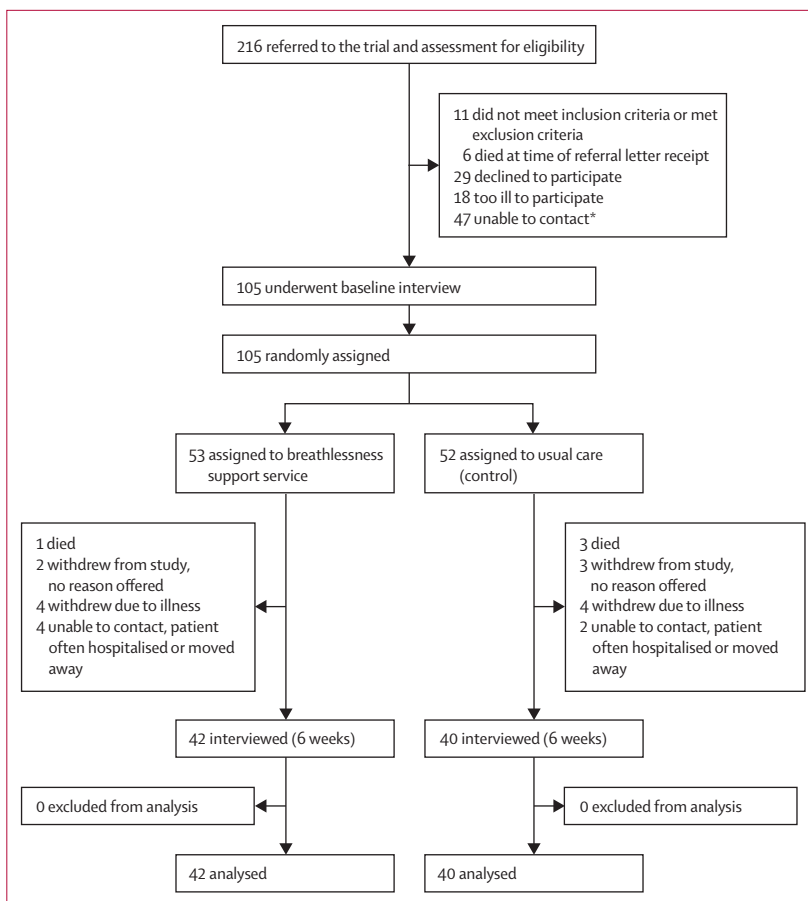 216 referred to the trial and assessment for eligibility
11 did not meet inclusion criteria or met
exclusion criteria
6 died at time of referral letter receipt
29 declined to participate
18 too ill to participate
47 unable to contact*
105 underwent baseline interview
105 randomly assigned
53 assigned to breathlessness
support service
52 assigned to usual care
(control)
1 died
2 withdrew from study,
no reason offered
4 withdrew due to illness
4 unable to contact, patient
often hospitalised or moved
away
3 died
3 withdrew from study,
no reason offered
4 withdrew due to illness
2 unable to contact, patient
often hospitalised or moved
away
42 interviewed (6 weeks)
40 interviewed (6 weeks)
0 excluded from analysis
0 excluded from analysis
42 analysed
40 analysed